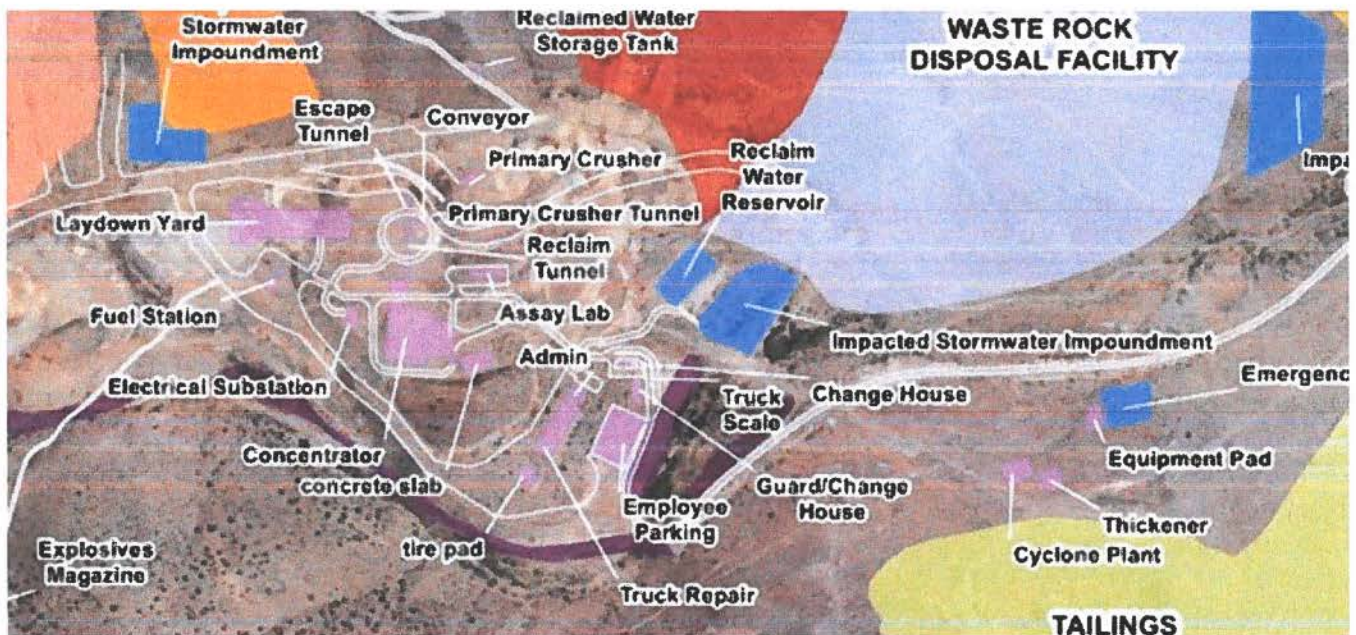 Stormwater
Impoundment
Reclaimed Water
Storage Tank
WASTE ROCK
DISPOSAL FACILITY
Escape
Tunnel
Conveyor
Primary Crusher
Reclaim
Water
Reservoir
Impa
Laydown Yard
Primary Crusher Tunnel
Reclaim
Tunnel
Fuel Station
Assay Lab
Impacted Stormwater Impoundment
Admin
Electrical Substation
Truck
Scale
Change House
Emergenc
Concentrator
concrete slab
Equipment Pad
Guard/Change
House
Employee
Parking
Thickener
Cyclone Plant
tire pad
Explosives
Magazine
Truck Repair
TAILINGS